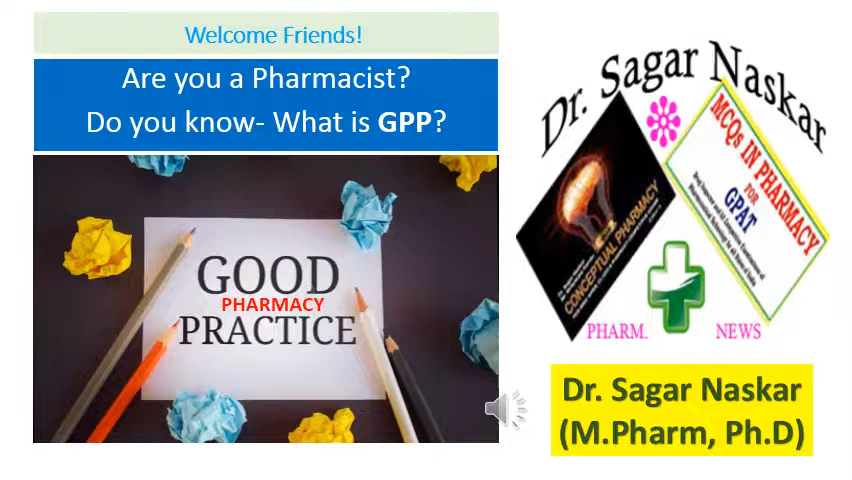 Welcome Friends!
Are you a Pharmacist?
Do you know- What is GPP?
GOOD
PHARMACY
PRACTICE
Dr. Sagar Naskar
CONCEPTUAL PHARMACY
MCQs IN PHARMACY
FOR
GPAT
PHARM. NEWS
Dr. Sagar Naskar
(M.Pharm, Ph.D)